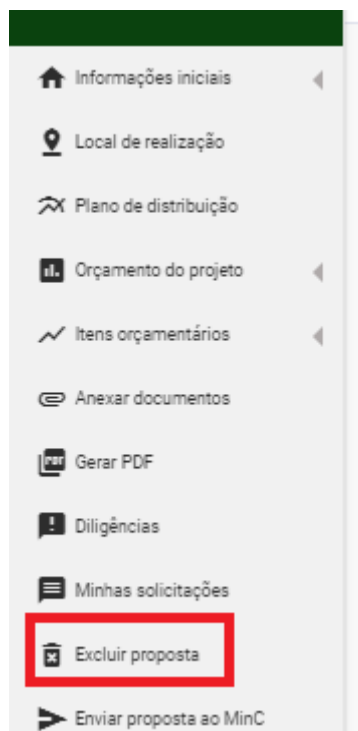 Informações iniciais
Local de realização
Plano de distribuição
Orçamento do projeto
Itens orçamentários
Anexar documentos
PDF Gerar PDF
Diligências
Minhas solicitações
Excluir proposta
Enviar proposta ao MinC